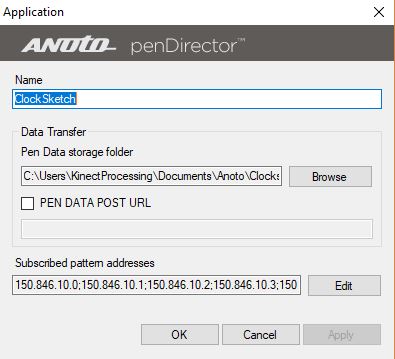 Application
ANOTO penDirector™
Name
ClockSketch
Data Transfer
Pen Data storage folder
C:\Users\KinectProcessing\Documents\Anoto\Clocks
Browse
PEN DATA POST URL
Subscribed pattern addresses
150.846.10.0;150.846.10.1;150.846.10.2;150.846.10.3;150
Edit
OK
Cancel
Apply